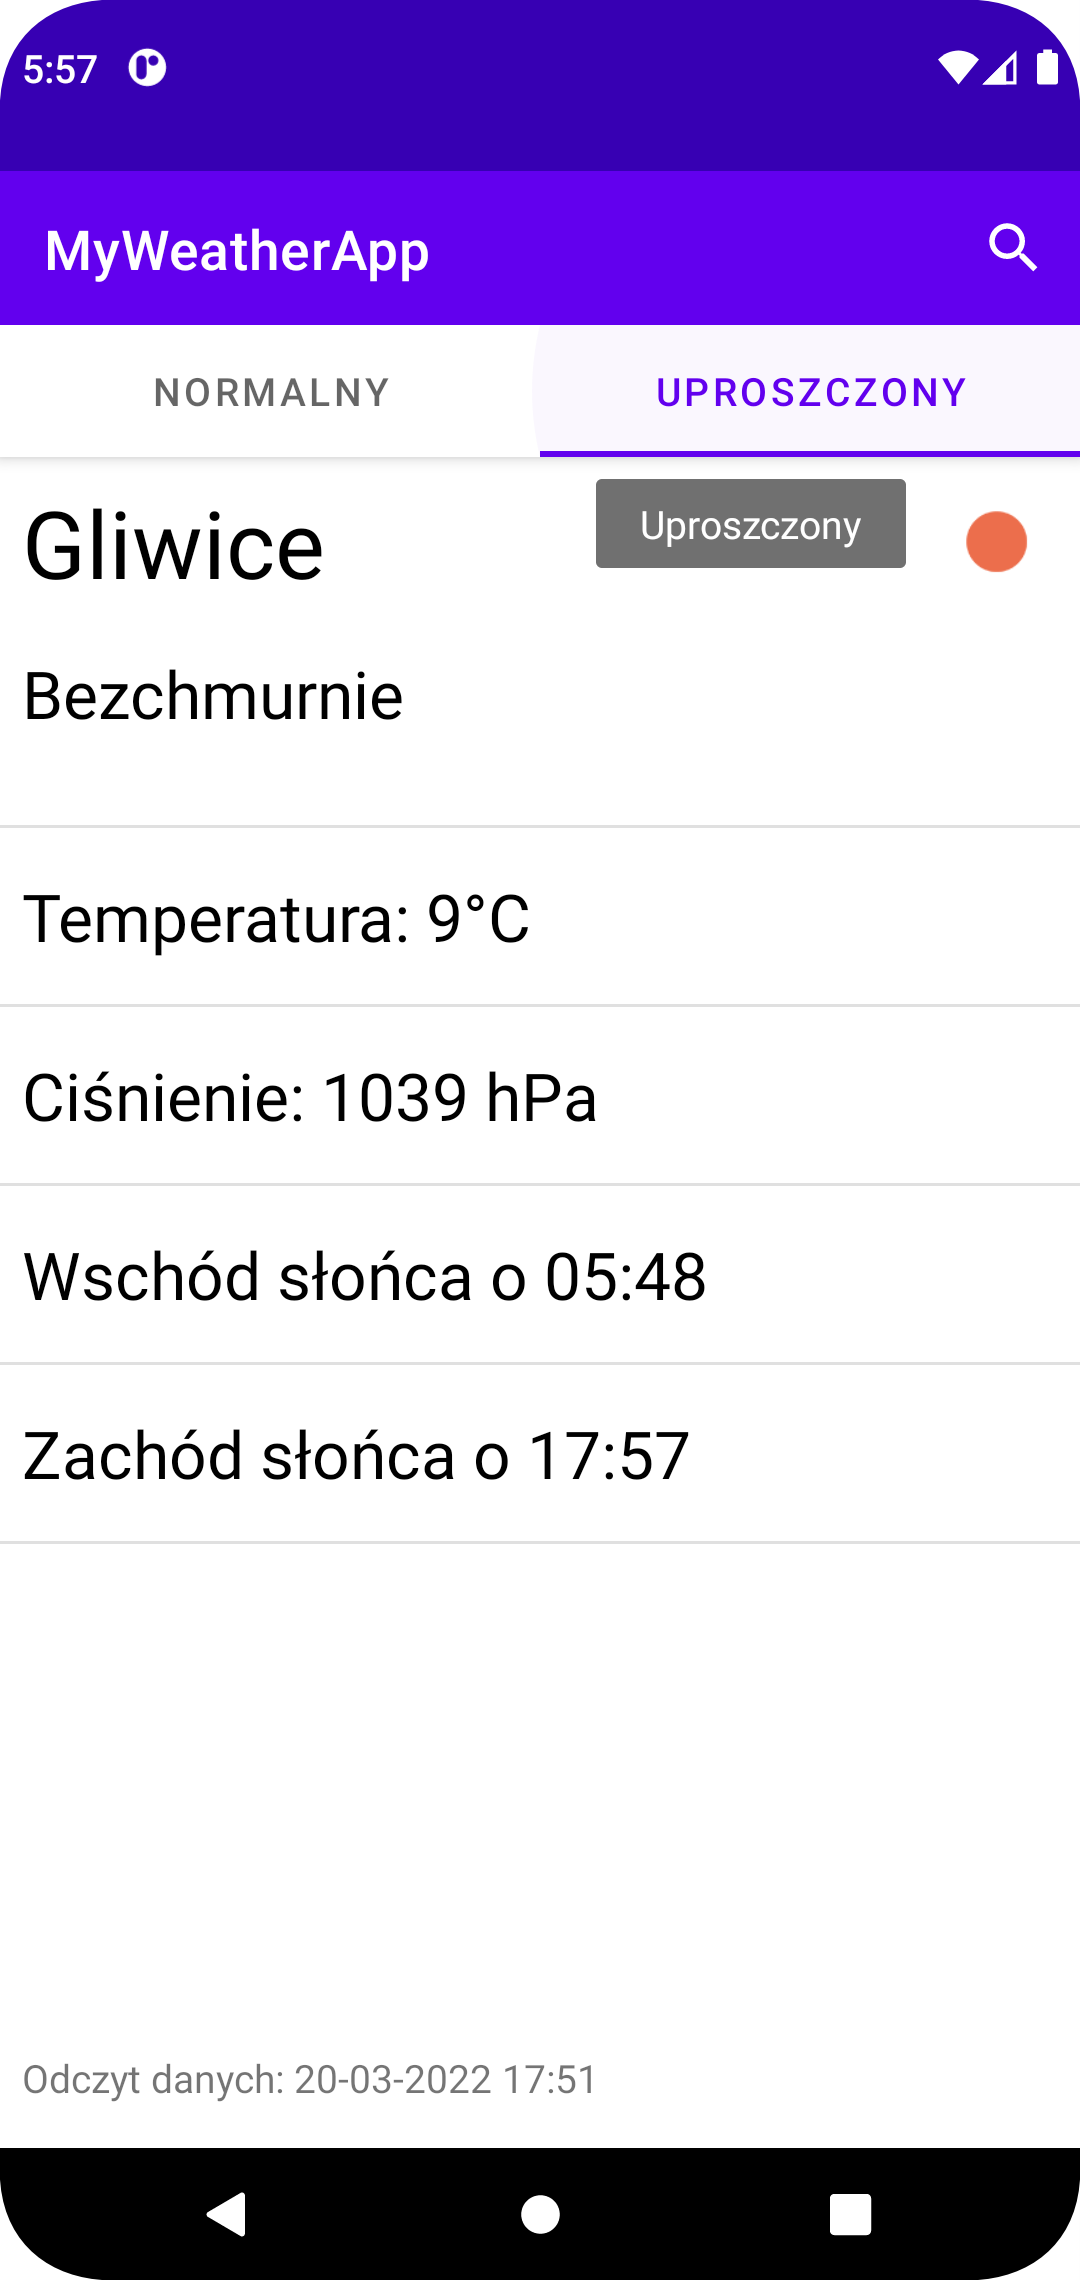 5:57
MyWeatherApp
NORMALNY
UPROSZCZONY
Gliwice
Uproszczony
Bezchmurnie
Temperatura: 9°C
Ciśnienie: 1039 hPa
Wschód słońca o 05:48
Zachód słońca o 17:57
Odczyt danych: 20-03-2022 17:51